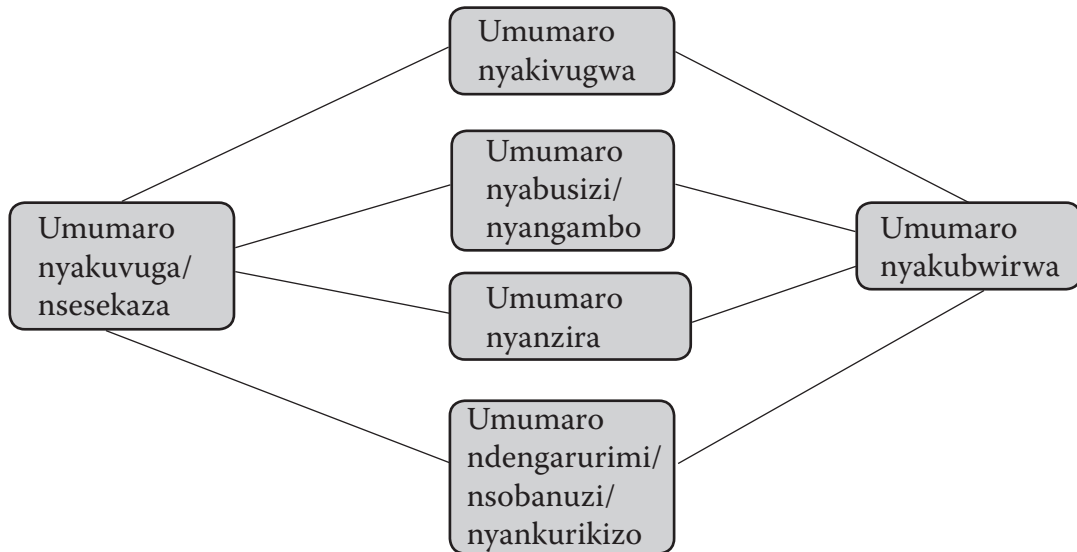 Umumaro
nyakivugwa
Umumaro
nyabusizi/
nyangambo
Umumaro
nyakuvuga/
nsesekaza
Umumaro
nyakubwirwa
Umumaro
nyanzira
Umumaro
ndengarurimi/
nsobanuzi/
nyankurikizo